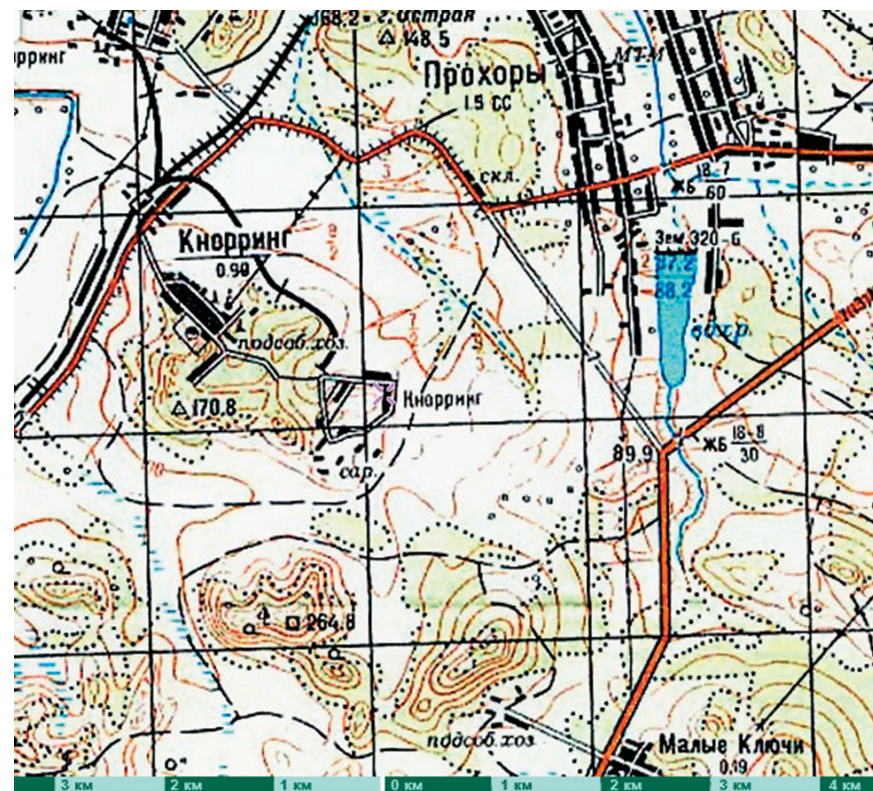 168.2
г. Острая
148.5
МТМ
Прохоры
1.5 СС
скл.
ЖБ 18-7
60
Кнорринг
0.90
Зем. 320-6
87.2
88.2
вдхр.
подсоб. хоз.
Кнорринг
170.8
сар.
89.9
ЖБ 18-8
30
264.8
подсоб. хоз
Малые Ключи
0.19
3 км 2 км 1 км 0 км 1 км 2 км 3 км 4 км